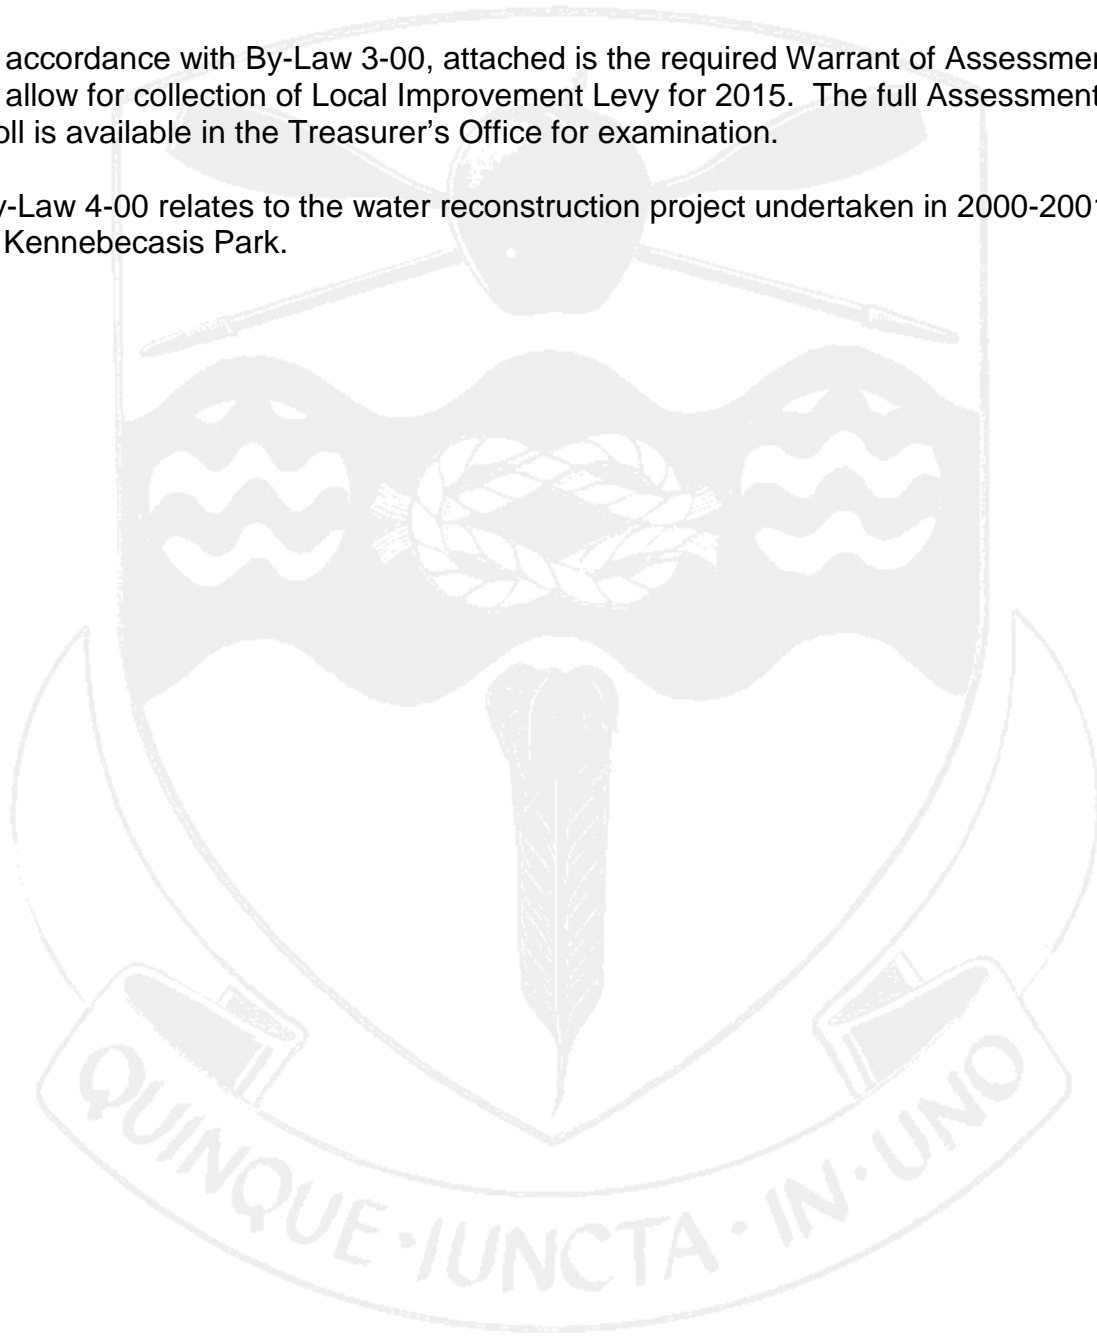 accordance with By-Law 3-00, attached is the required Warrant of Assessmen
allow for collection of Local Improvement Levy for 2015.  The full Assessment
oll is available in the Treasurer's Office for examination.
y-Law 4-00 relates to the water reconstruction project undertaken in 2000-2001
Kennebecasis Park.
QUINQUE·IUNCTA·IN·UNO